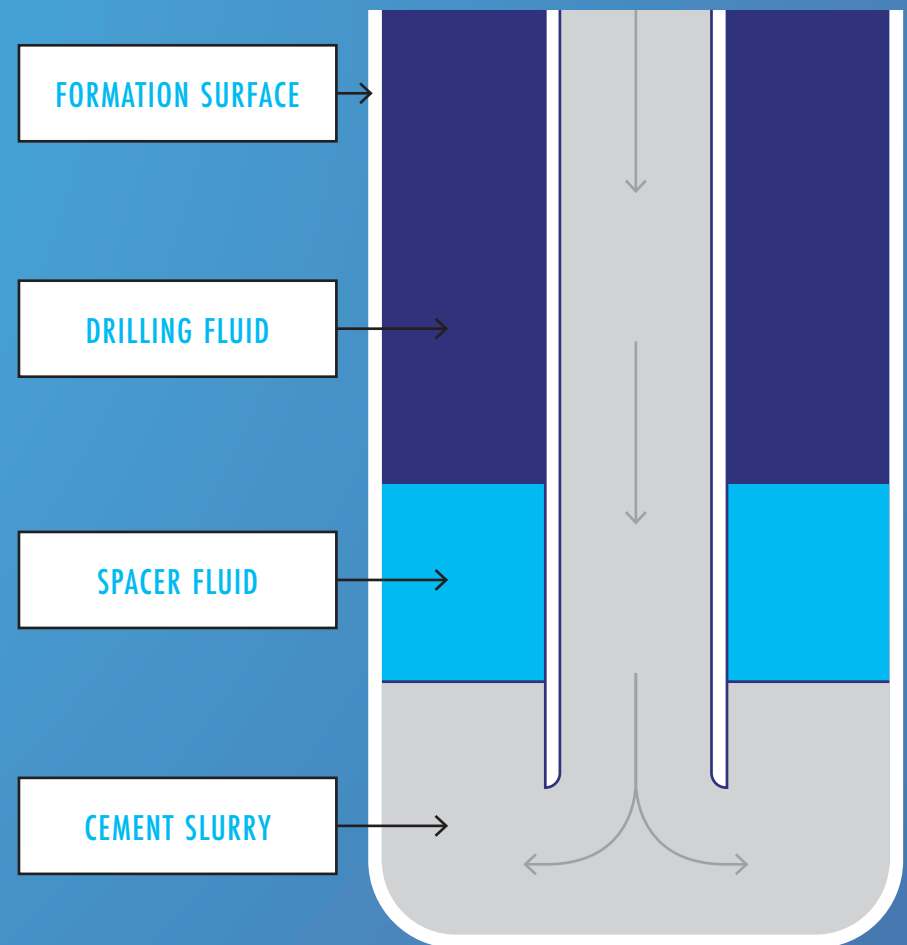 FORMATION SURFACE
DRILLING FLUID
SPACER FLUID
CEMENT SLURRY